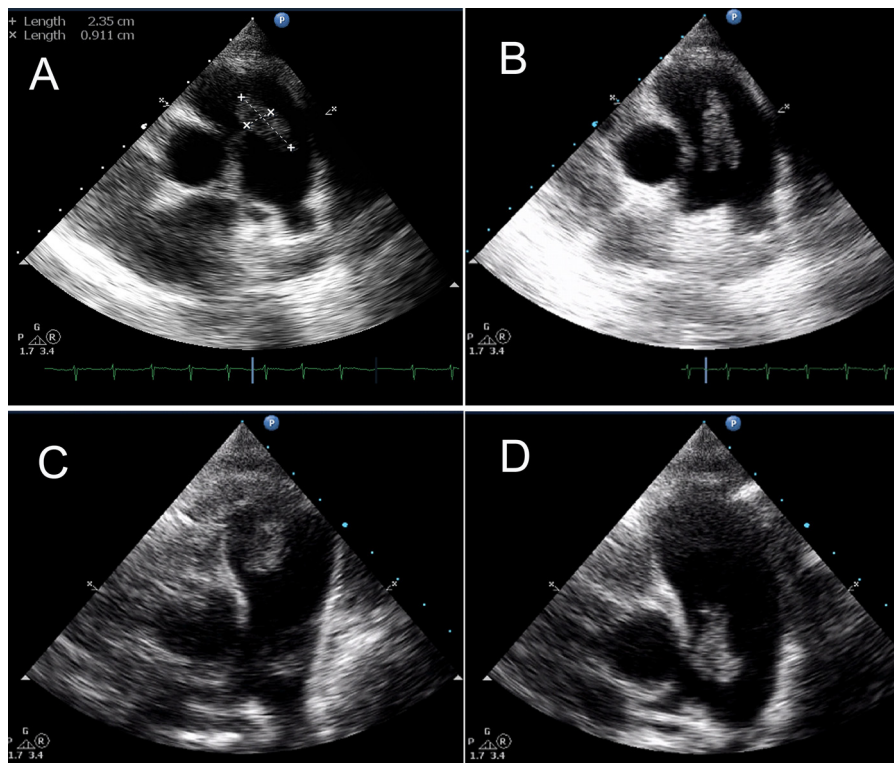 + Length 2.35 cm
× Length 0.911 cm
P
A
x
x
G
P R
1.7 3.4
P
B
x
x
G
P R
1.7 3.4
P
C
x
x
G
P R
1.7 3.4
P
D
x
x
G
P R
1.7 3.4